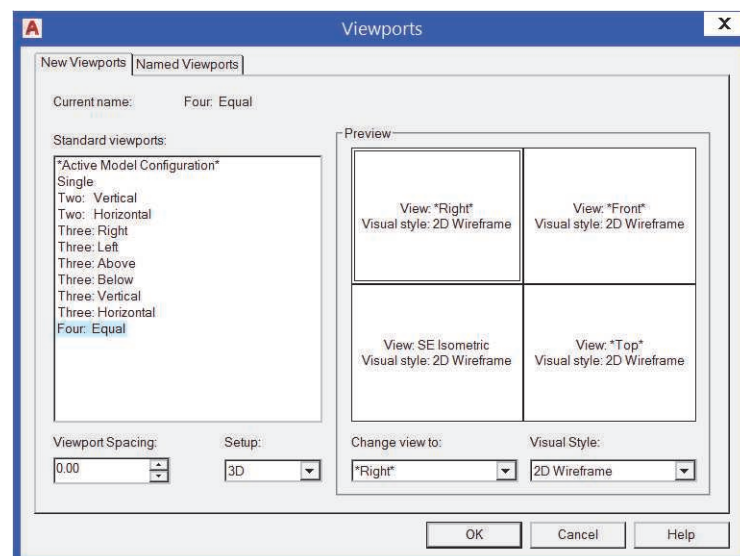 A
Viewports
X
New Viewports
Named Viewports
Current name:
Four: Equal
Standard viewports:
*Active Model Configuration*
Single
Two: Vertical
Two: Horizontal
Three: Right
Three: Left
Three: Above
Three: Below
Three: Vertical
Three: Horizontal
Four: Equal
Viewport Spacing:
0.00
Setup:
3D
Preview
View: *Right*
Visual style: 2D Wireframe
View: *Front*
Visual style: 2D Wireframe
View: SE Isometric
Visual style: 2D Wireframe
View: *Top*
Visual style: 2D Wireframe
Change view to:
*Right*
Visual Style:
2D Wireframe
OK
Cancel
Help